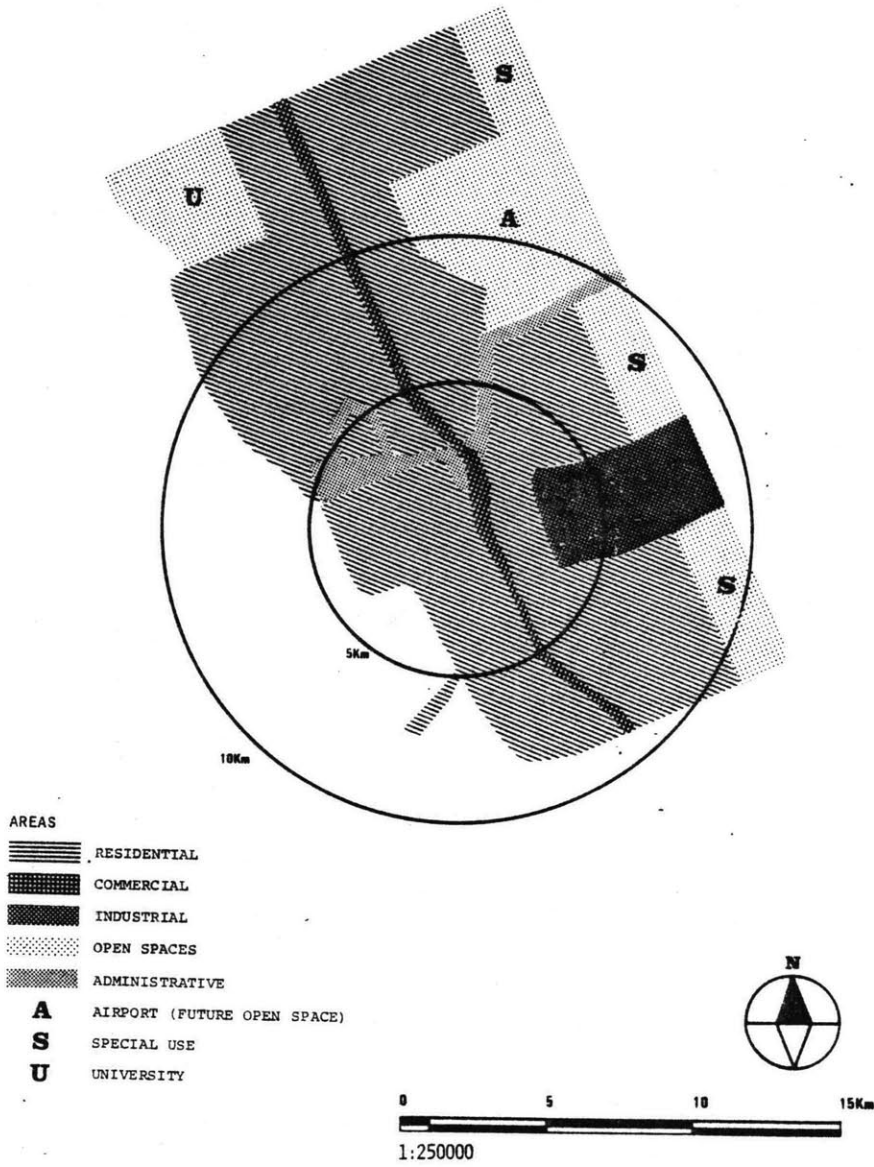 S
U
A
S
S
5Km
10Km
AREAS
RESIDENTIAL
COMMERCIAL
INDUSTRIAL
OPEN SPACES
ADMINISTRATIVE
A AIRPORT (FUTURE OPEN SPACE)
S SPECIAL USE
U UNIVERSITY
N
0 5 10 15Km
1:250000